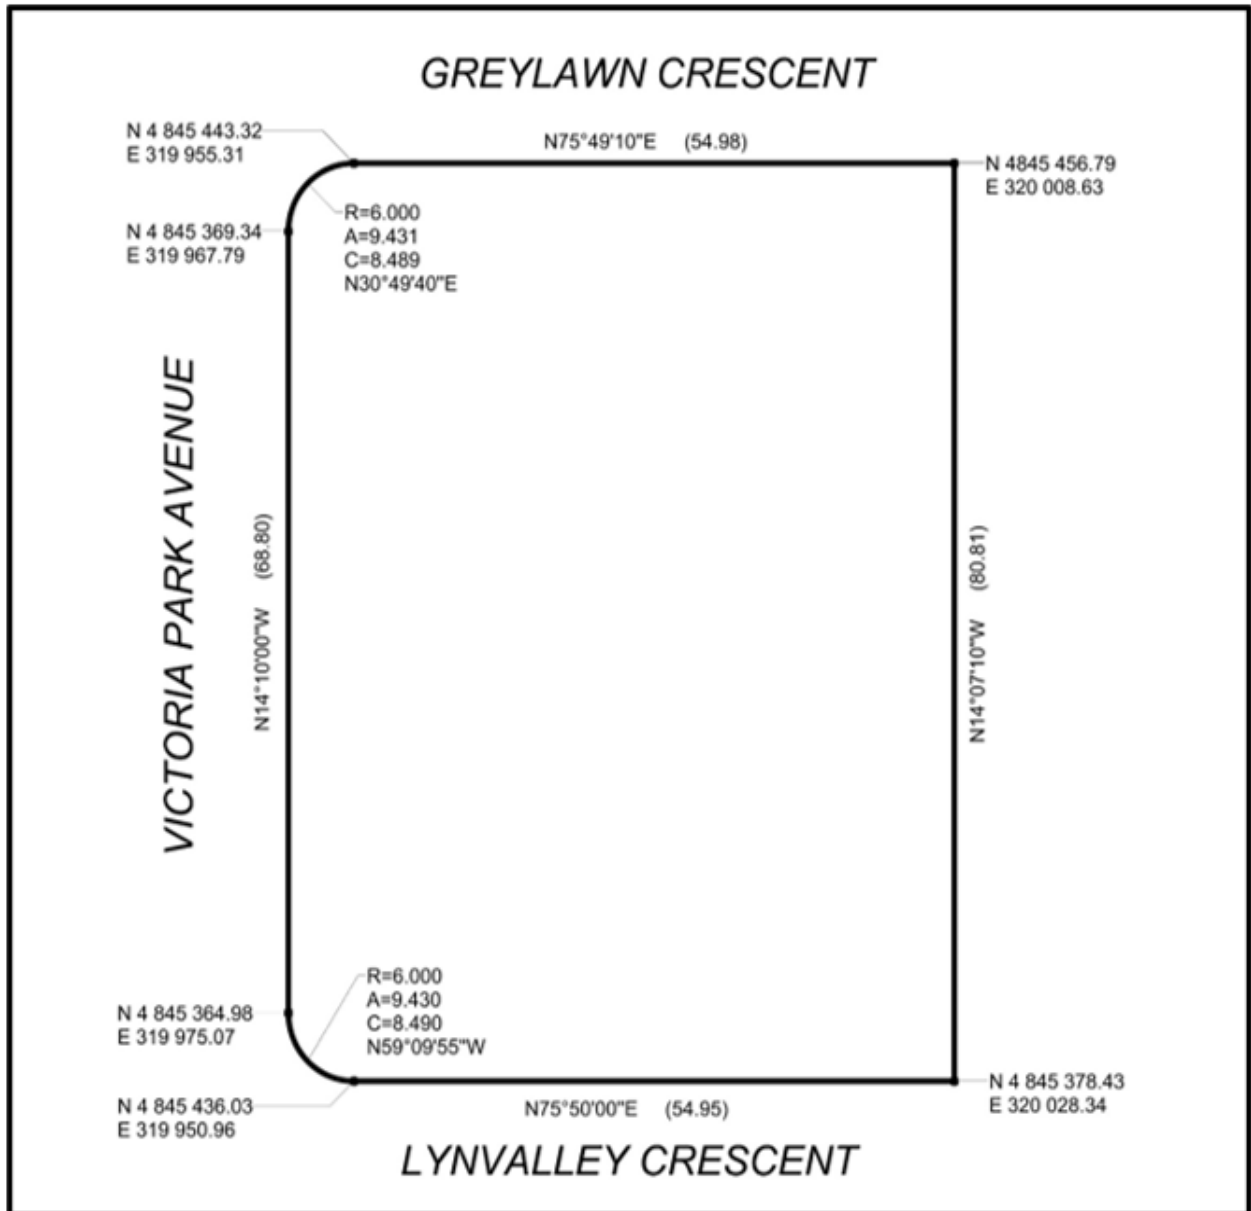 GREYLAWN CRESCENT
N 4 845 443.32
E 319 955.31
N75°49'10"E (54.98)
N 4845 456.79
E 320 008.63
N 4 845 369.34
E 319 967.79
R=6.000
A=9.431
C=8.489
N30°49'40"E
VICTORIA PARK AVENUE
N14°10'00"W (68.80)
N14°07'10"W (80.81)
R=6.000
A=9.430
C=8.490
N59°09'55"W
N 4 845 364.98
E 319 975.07
N 4 845 436.03
E 319 950.96
N75°50'00"E (54.95)
N 4 845 378.43
E 320 028.34
LYNVALLEY CRESCENT